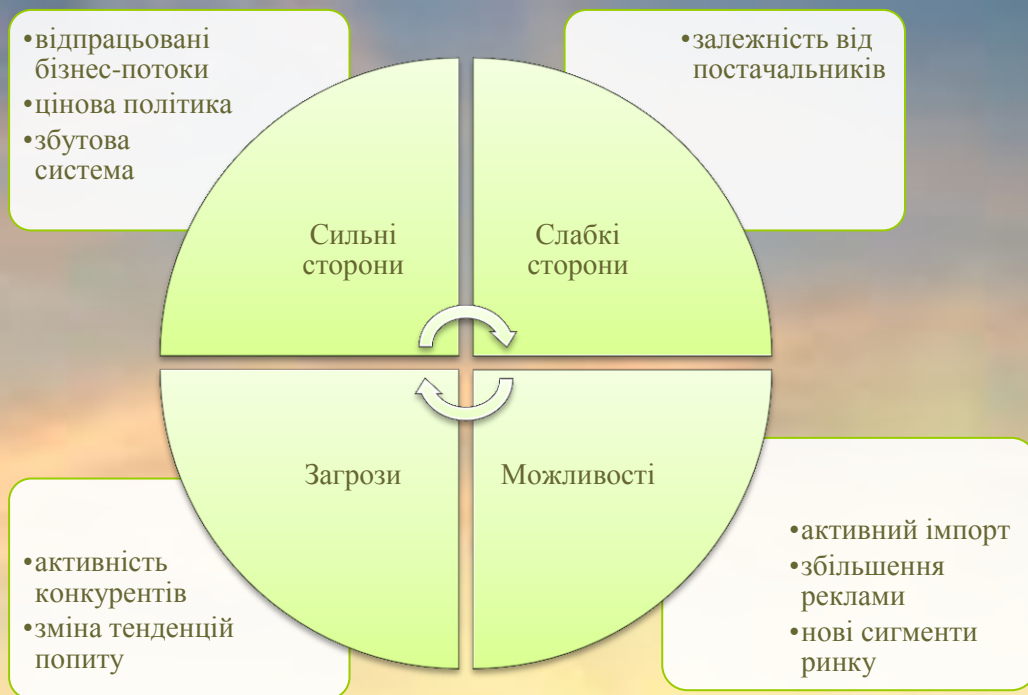 •відпрацьовані
бізнес-потоки
•цінова політика
•збутова
система
•залежність від
постачальників
Сильні
сторони
Слабкі
сторони
Загрози
Можливості
•активність
конкурентів
•зміна тенденцій
попиту
•активний імпорт
•збільшення
реклами
•нові сигменти
ринку